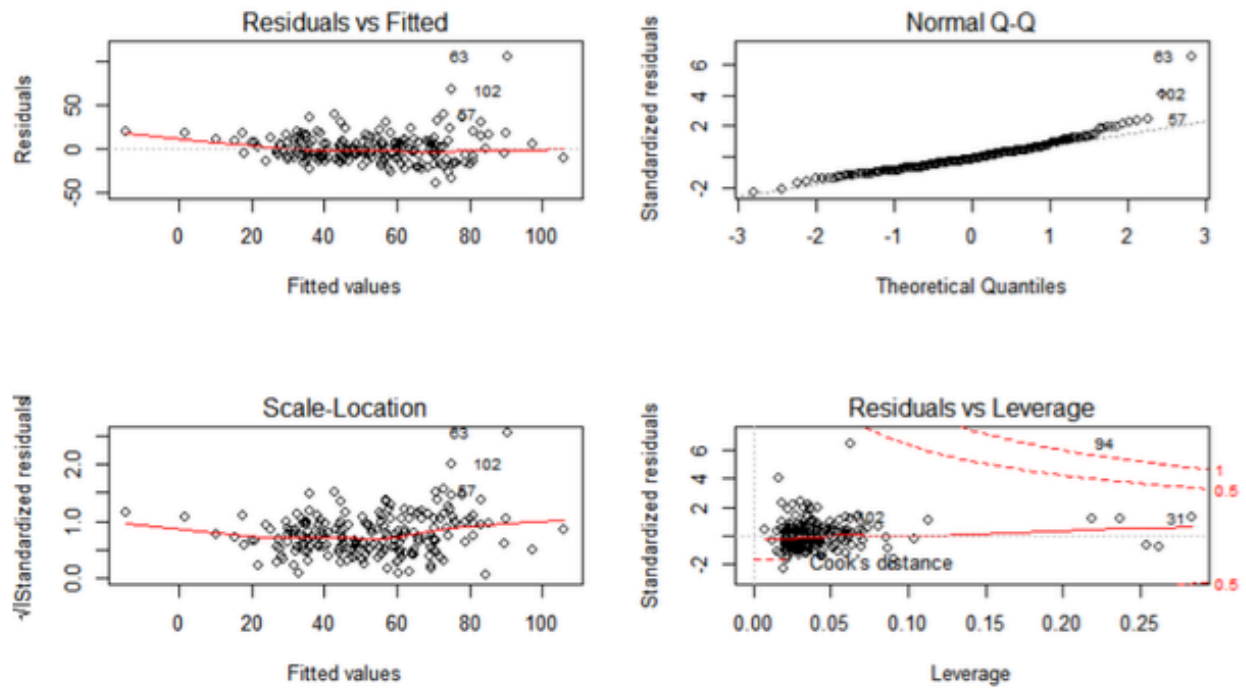 Residuals vs Fitted
Residuals
50
0
-50
63
102
57
0 20 40 60 80 100
Fitted values
Normal Q-Q
Standardized residuals
6
4
2
-2
63
102
57
-3 -2 -1 0 1 2 3
Theoretical Quantiles
Scale-Location
√|Standardized residuals|
2.0
1.0
0.0
63
102
57
0 20 40 60 80 100
Fitted values
Residuals vs Leverage
Standardized residuals
6
4
2
0
-2
94
1
0.5
102
31
Cook's distance
0.5
0.00 0.05 0.10 0.15 0.20 0.25
Leverage